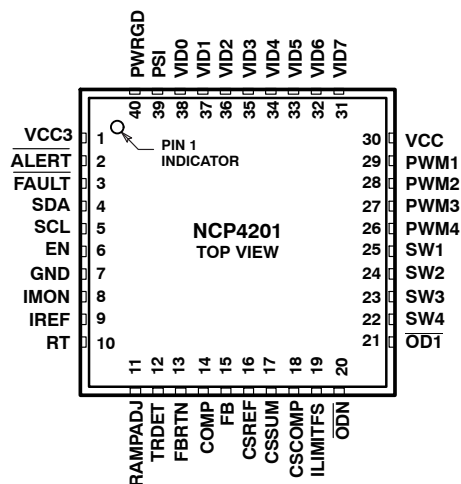 PWRGD
PSI
VID0
VID1
VID2
VID3
VID4
VID5
VID6
VID7
40
39
38
37
36
35
34
33
32
31
VCC3 1
ALERT 2
FAULT 3
SDA 4
SCL 5
EN 6
GND 7
IMON 8
IREF 9
RT 10
PIN 1
INDICATOR
NCP4201
TOP VIEW
30 VCC
29 PWM1
28 PWM2
27 PWM3
26 PWM4
25 SW1
24 SW2
23 SW3
22 SW4
21 OD1
11
12
13
14
15
16
17
18
19
20
RAMPADJ
TRDET
FBRTN
COMP
FB
CSREF
CSSUM
CSCOMP
ILIMITFS
ODN